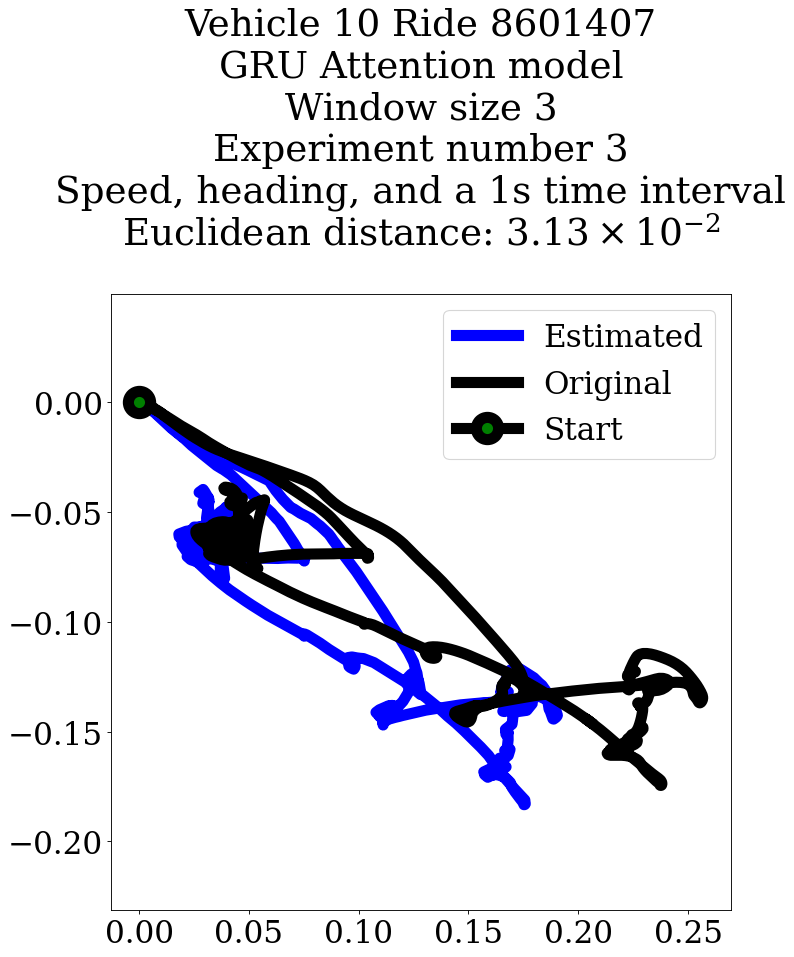 Vehicle 10 Ride 8601407
GRU Attention model
Window size 3
Experiment number 3
Speed, heading, and a 1s time interval
Euclidean distance: 3.13 × 10⁻²
Estimated
Original
Start
0.00
−0.05
−0.10
−0.15
−0.20
0.00 0.05 0.10 0.15 0.20 0.25